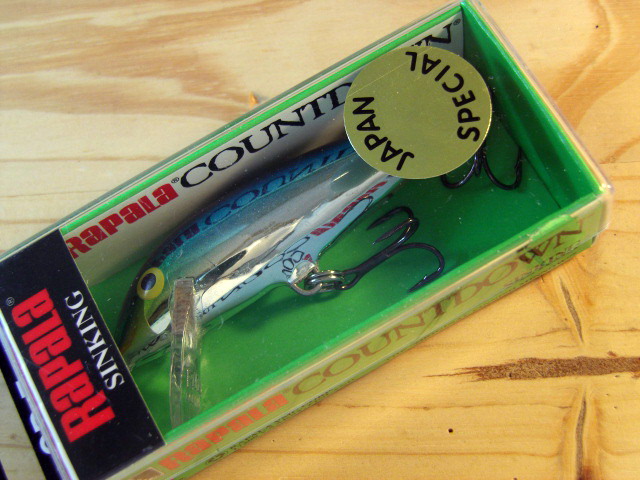 Rapala® COUNTDOWN®
JAPAN SPECIAL
Rapala®
SINKING
Rapala COUNTDOWN